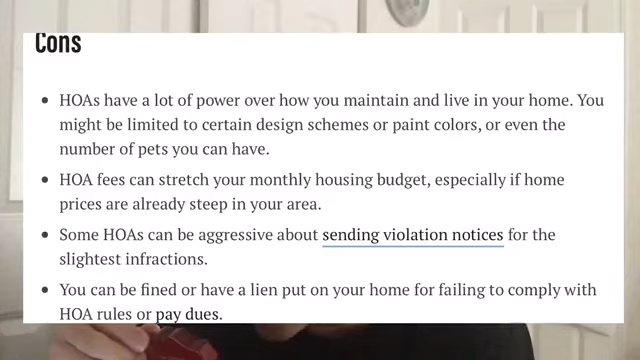 Cons
HOAs have a lot of power over how you maintain and live in your home. You
might be limited to certain design schemes or paint colors, or even the
number of pets you can have.
HOA fees can stretch your monthly housing budget, especially if home
prices are already steep in your area.
Some HOAs can be aggressive about sending violation notices for the
slightest infractions.
You can be fined or have a lien put on your home for failing to comply with
HOA rules or pay dues.